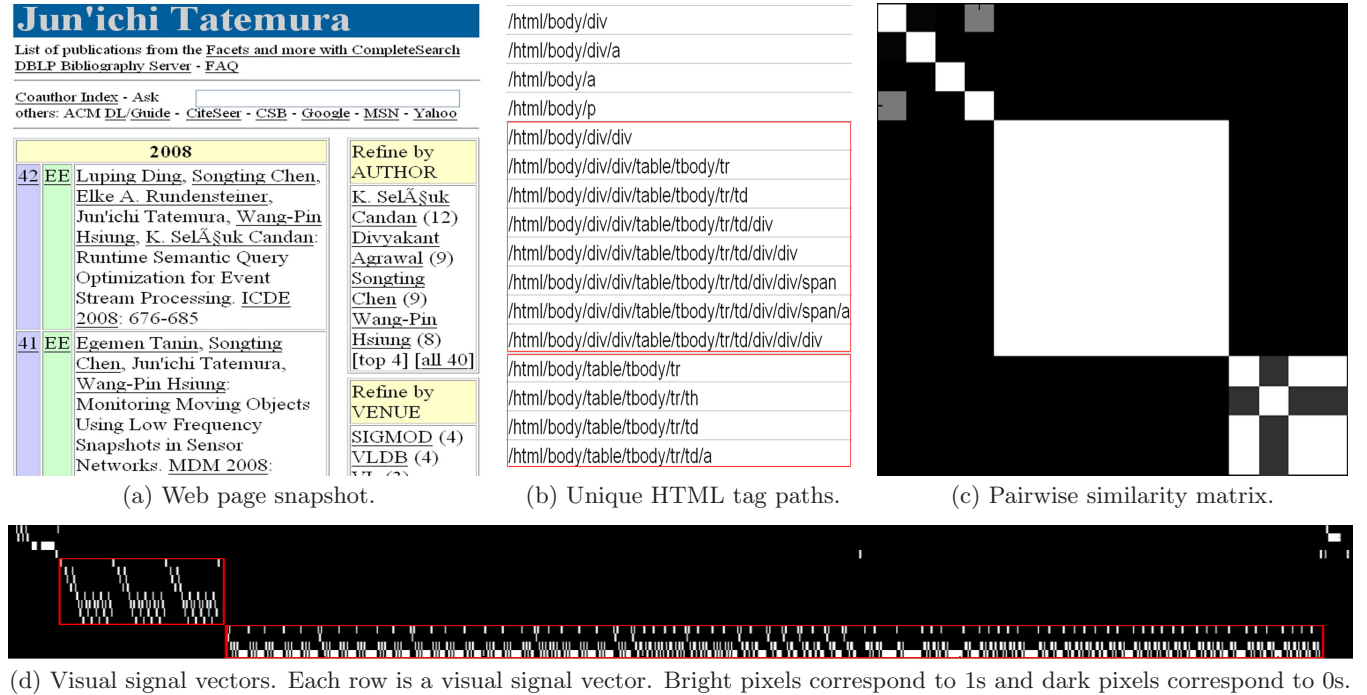 Jun'ichi Tatemura
List of publications from the Facets and more with CompleteSearch
DBLP Bibliography Server - FAQ
Coauthor Index - Ask
others: ACM DL/Guide - CiteSeer - CSB - Google - MSN - Yahoo
2008
42 EE Luping Ding, Songting Chen,
Elke A. Rundensteiner,
Jun'ichi Tatemura, Wang-Pin
Hsiung, K. SelÃ§uk Candan:
Runtime Semantic Query
Optimization for Event
Stream Processing. ICDE
2008: 676-685
41 EE Egemen Tanin, Songting
Chen, Jun'ichi Tatemura,
Wang-Pin Hsiung:
Monitoring Moving Objects
Using Low Frequency
Snapshots in Sensor
Networks. MDM 2008:
Refine by
AUTHOR
K. SelÃ§uk
Candan (12)
Divyakant
Agrawal (9)
Songting
Chen (9)
Wang-Pin
Hsiung (8)
[top 4] [all 40]
Refine by
VENUE
SIGMOD (4)
VLDB (4)
(a) Web page snapshot.
/html/body/div
/html/body/div/a
/html/body/a
/html/body/p
/html/body/div/div
/html/body/div/div/table/tbody/tr
/html/body/div/div/table/tbody/tr/td
/html/body/div/div/table/tbody/tr/td/div
/html/body/div/div/table/tbody/tr/td/div/div
/html/body/div/div/table/tbody/tr/td/div/div/span
/html/body/div/div/table/tbody/tr/td/div/div/span/a
/html/body/div/div/table/tbody/tr/td/div/div/div
/html/body/table/tbody/tr
/html/body/table/tbody/tr/th
/html/body/table/tbody/tr/td
/html/body/table/tbody/tr/td/a
(b) Unique HTML tag paths.
(c) Pairwise similarity matrix.
(d) Visual signal vectors. Each row is a visual signal vector. Bright pixels correspond to 1s and dark pixels correspond to 0s.